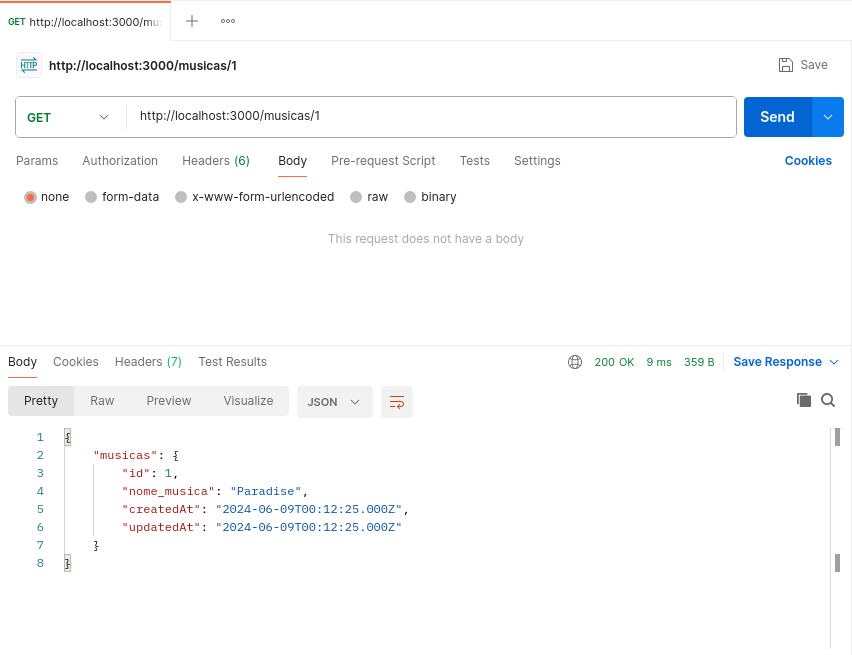 GET http://localhost:3000/mu
HTTP http://localhost:3000/musicas/1 Save
GET http://localhost:3000/musicas/1 Send
Params Authorization Headers (6) Body Pre-request Script Tests Settings Cookies
none form-data x-www-form-urlencoded raw binary
This request does not have a body
Body Cookies Headers (7) Test Results 200 OK 9 ms 359 B Save Response
Pretty Raw Preview Visualize JSON
1 {
2 "musicas": {
3 "id": 1,
4 "nome_musica": "Paradise",
5 "createdAt": "2024-06-09T00:12:25.000Z",
6 "updatedAt": "2024-06-09T00:12:25.000Z"
7 }
8 }